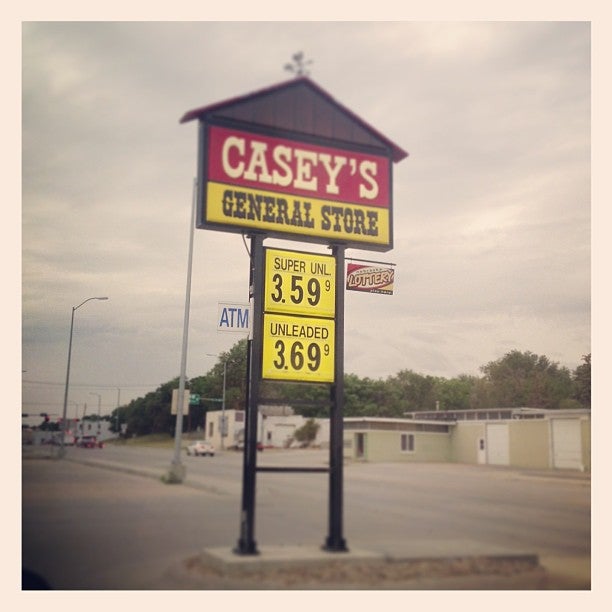 CASEY'S
GENERAL STORE
SUPER UNL.
3.59 9
LOTTERY
ATM
UNLEADED
3.69 9